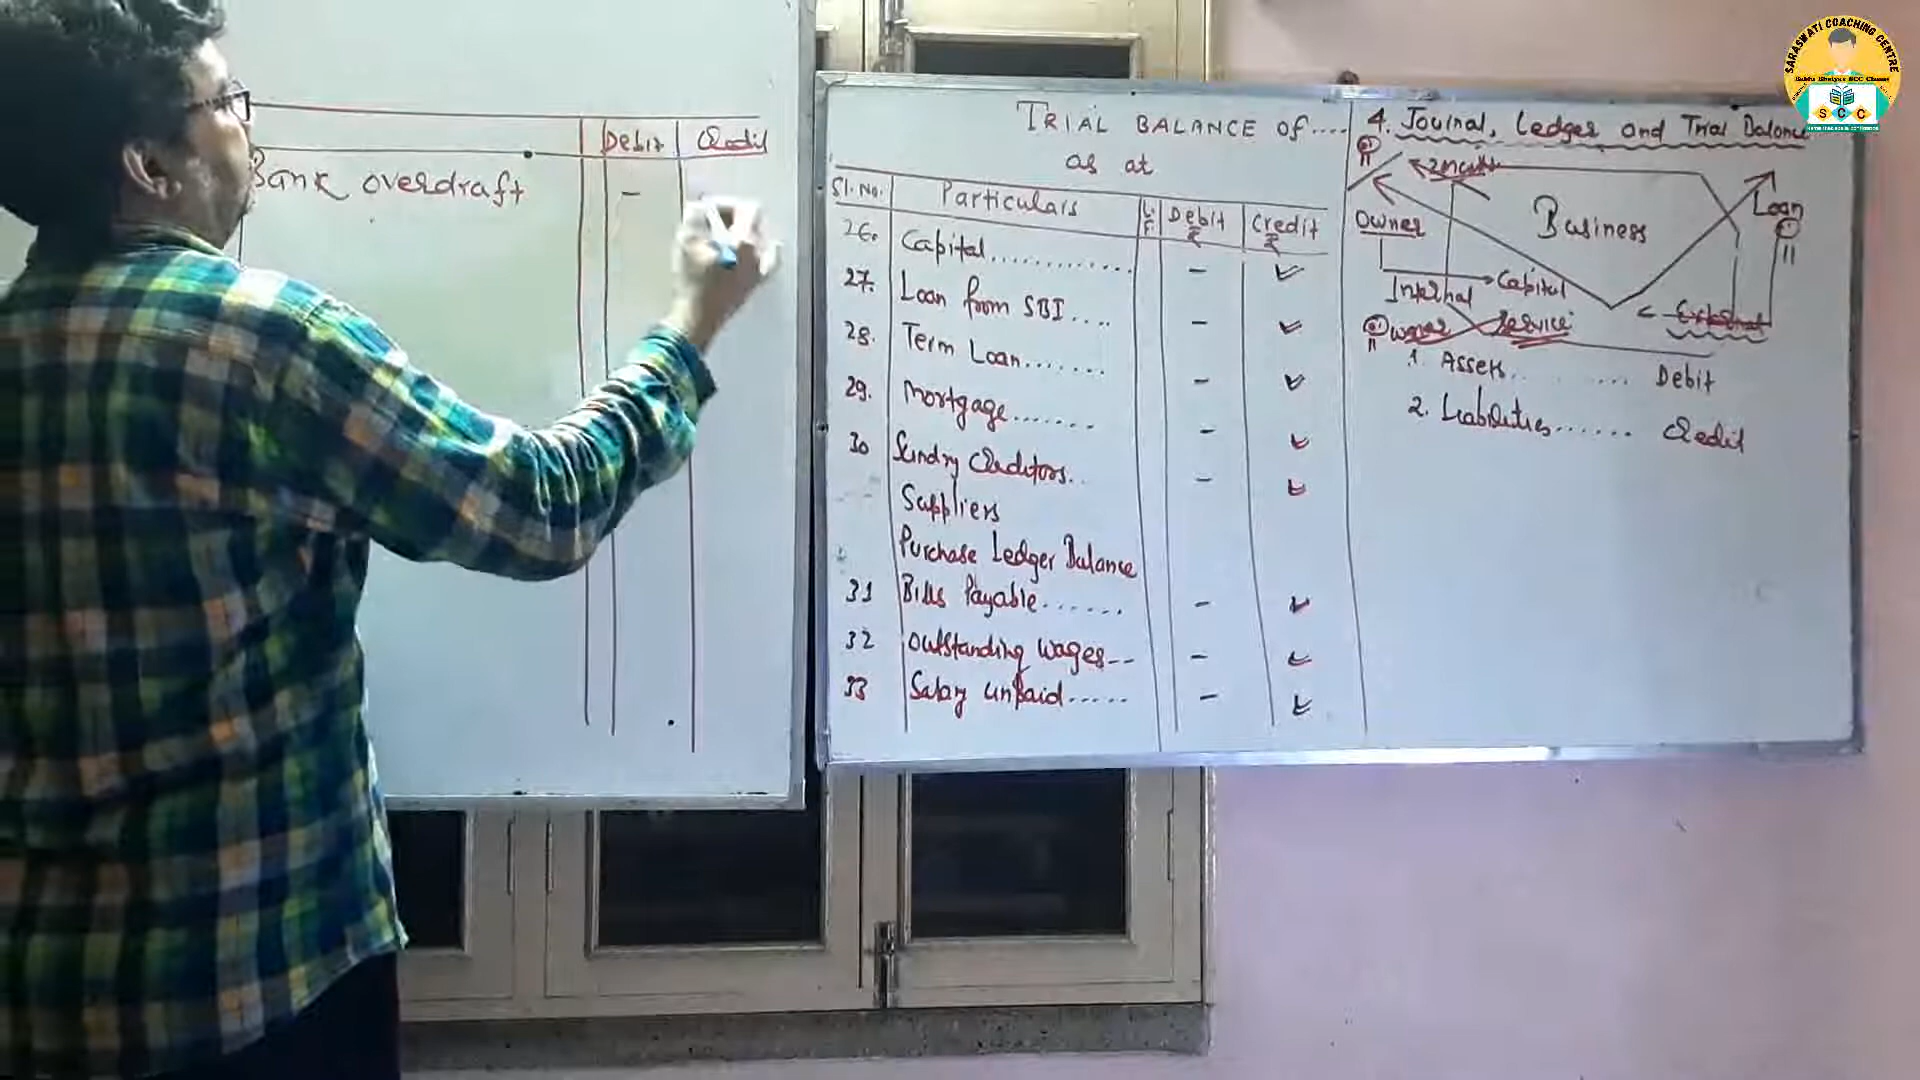 Debit Credit
Bank overdraft -
TRIAL BALANCE of....
as at
Sl. No. Particulars L.F. Debit ₹ Credit ₹
26. Capital............. - ✓
27. Loan from SBI.... - ✓
28. Term Loan....... - ✓
29. Mortgage....... - ✓
30 Sundry Creditors.. - ✓
Suppliers
Purchase Ledger Balance
31 Bills Payable...... - ✓
32 outstanding wages-- - ✓
33 Salary unpaid..... - ✓
4. Journal, Ledger and Trial Balance
Business
Loan
Owner
Capital
Internal
External
Owner Service
1. Assets.......... Debit
2. Liabilities...... Credit
SARASWATI COACHING CENTRE
SCC